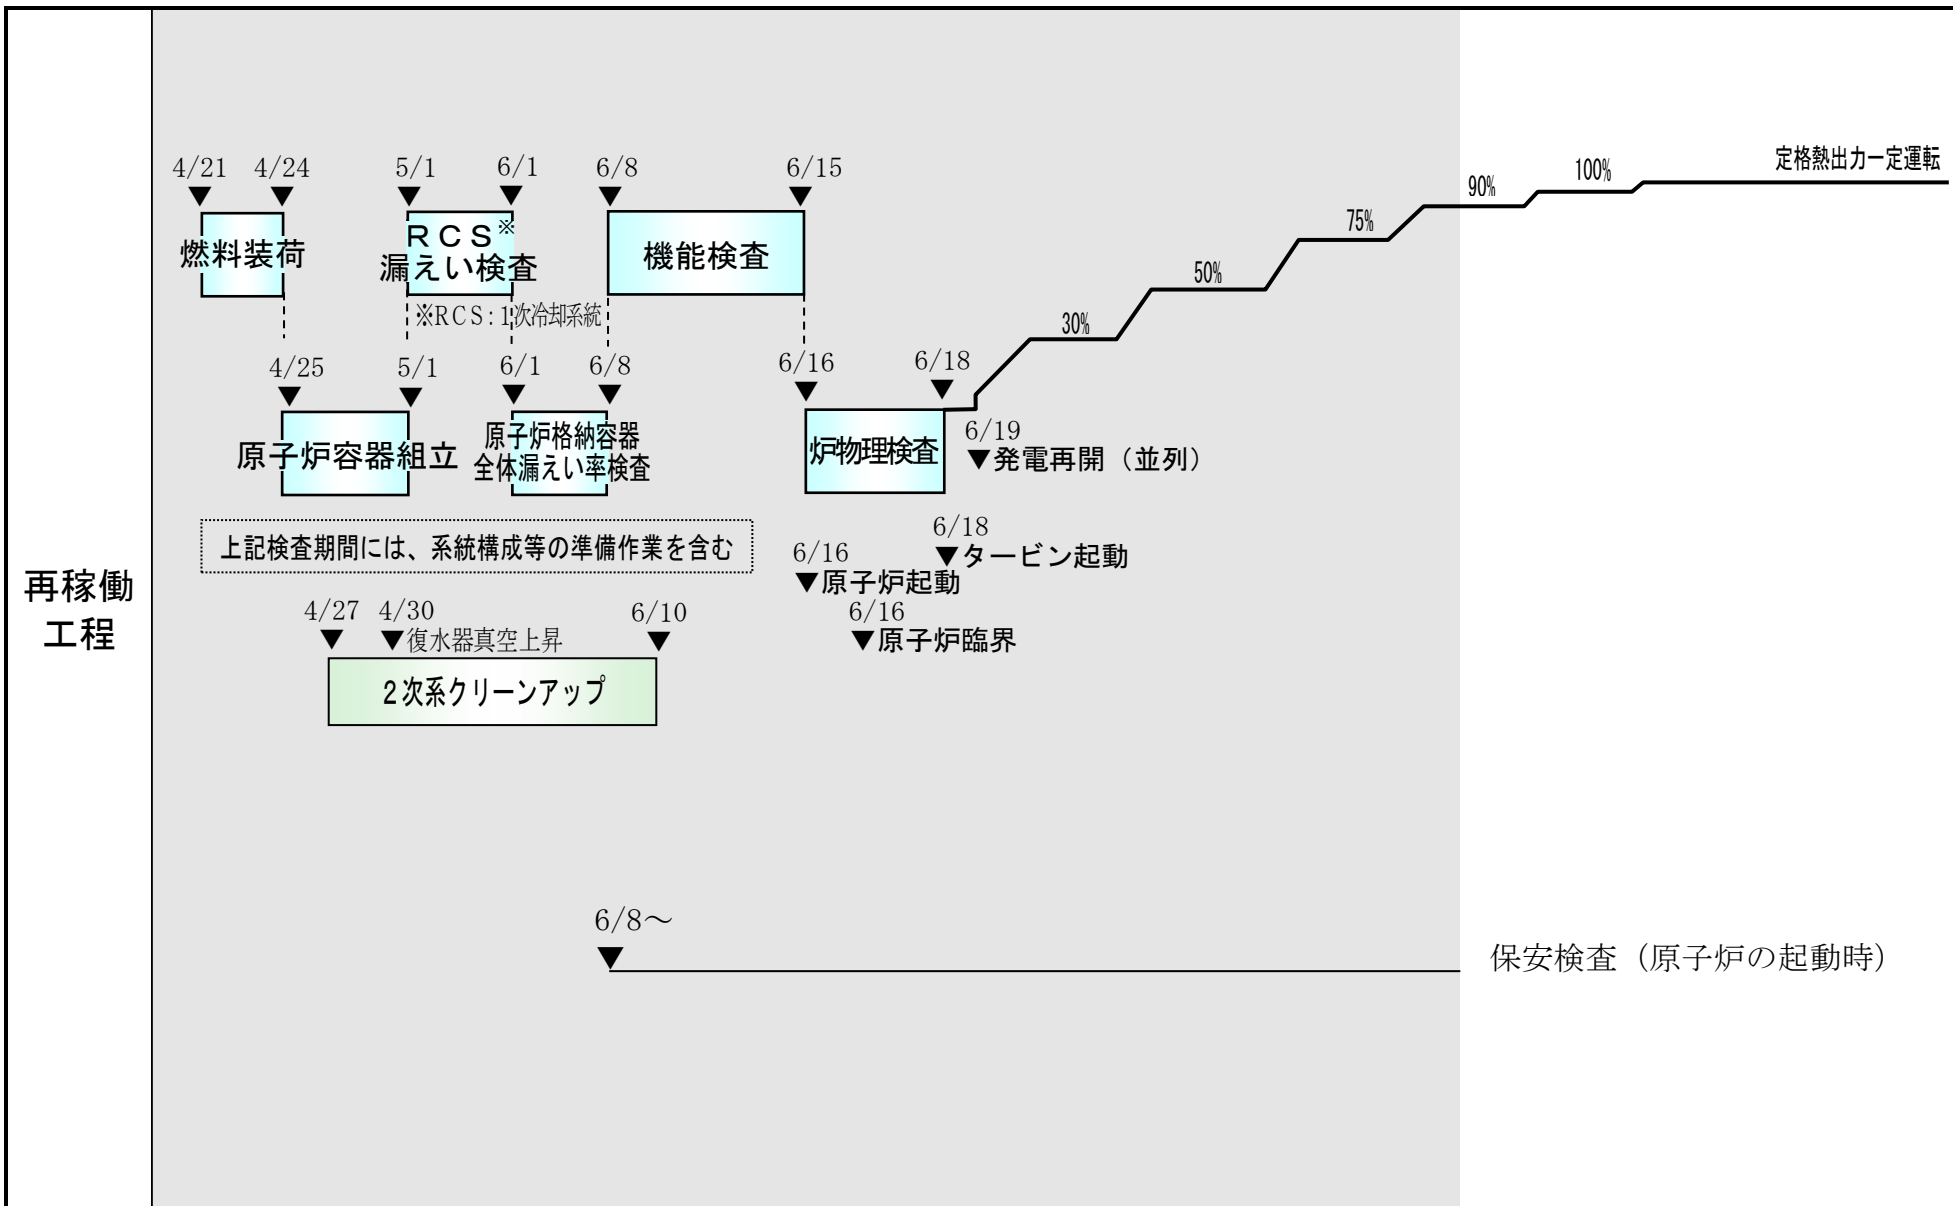 再稼働
工程
4/21 4/24 5/1 6/1 6/8 6/15
▼ ▼ ▼ ▼ ▼ ▼
燃料装荷
ＲＣＳ※
漏えい検査
機能検査
※RCS：1次冷却系統
4/25 5/1 6/1 6/8 6/16 6/18
▼ ▼ ▼ ▼ ▼ ▼
原子炉容器組立
原子炉格納容器
全体漏えい率検査
炉物理検査
30%
50%
75%
90%
100%
定格熱出力一定運転
6/19
▼発電再開（並列）
上記検査期間には、系統構成等の準備作業を含む
6/18
▼タービン起動
6/16
▼原子炉起動
6/16
▼原子炉臨界
4/27 4/30 6/10
▼ ▼復水器真空上昇 ▼
２次系クリーンアップ
6/8～
▼
保安検査（原子炉の起動時）